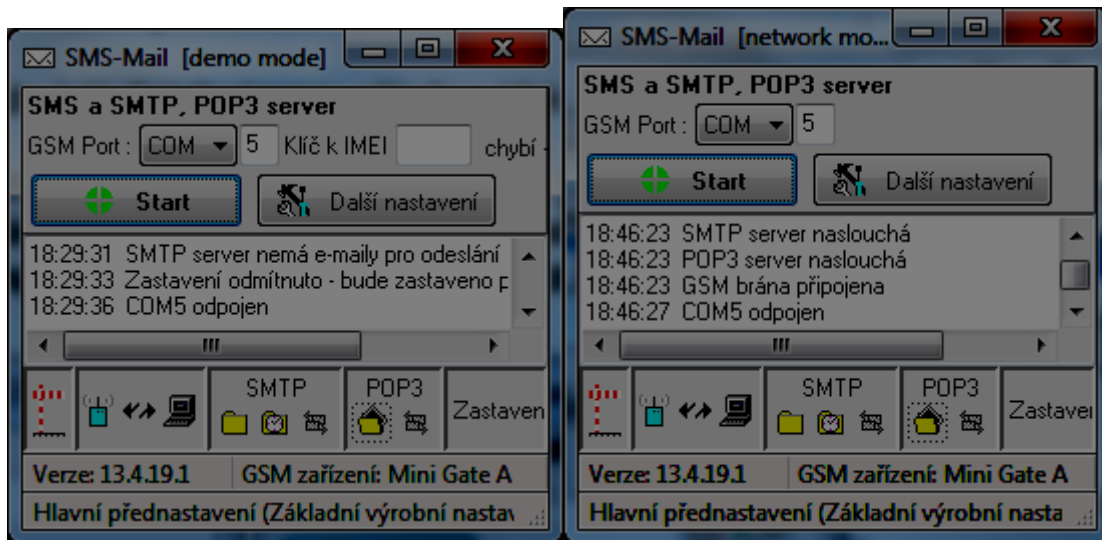 SMS-Mail [demo mode]
SMS a SMTP, POP3 server
GSM Port : COM 5 Klíč k IMEI chybí -
Start Další nastavení
18:29:31 SMTP server nemá e-maily pro odeslání
18:29:33 Zastavení odmítnuto - bude zastaveno p
18:29:36 COM5 odpojen
SMTP POP3
Zastaven
Verze: 13.4.19.1 GSM zařízení: Mini Gate A
Hlavní přednastavení (Základní výrobní nastav
SMS-Mail [network mo...
SMS a SMTP, POP3 server
GSM Port : COM 5
Start Další nastavení
18:46:23 SMTP server naslouchá
18:46:23 POP3 server naslouchá
18:46:23 GSM brána připojena
18:46:27 COM5 odpojen
SMTP POP3
Zastaven
Verze: 13.4.19.1 GSM zařízení: Mini Gate A
Hlavní přednastavení (Základní výrobní nasta